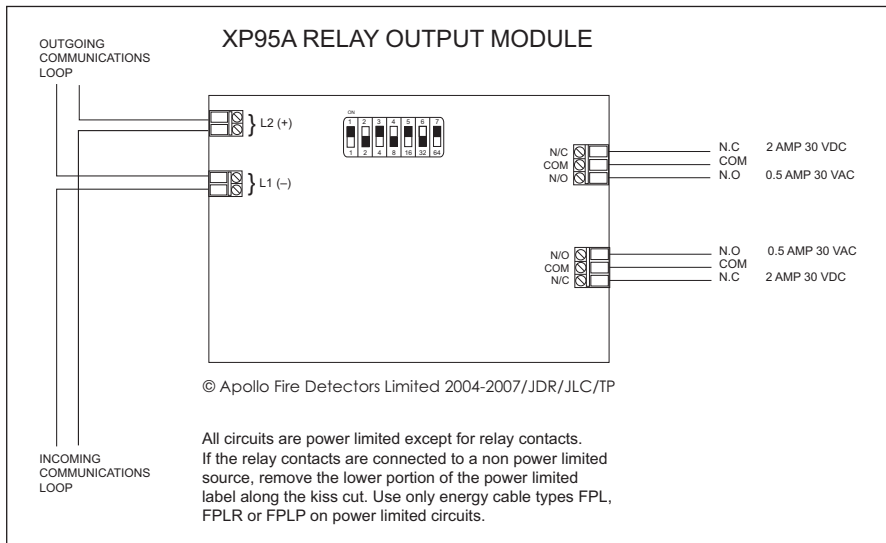 XP95A RELAY OUTPUT MODULE
OUTGOING
COMMUNICATIONS
LOOP
L2 (+)
L1 (–)
ON
1 2 3 4 5 6 7
1 2 4 8 16 32 64
N/C N.C 2 AMP 30 VDC
COM COM
N/O N.O 0.5 AMP 30 VAC
N/O N.O 0.5 AMP 30 VAC
COM COM
N/C N.C 2 AMP 30 VDC
© Apollo Fire Detectors Limited 2004-2007/JDR/JLC/TP
INCOMING
COMMUNICATIONS
LOOP
All circuits are power limited except for relay contacts.
If the relay contacts are connected to a non power limited
source, remove the lower portion of the power limited
label along the kiss cut. Use only energy cable types FPL,
FPLR or FPLP on power limited circuits.